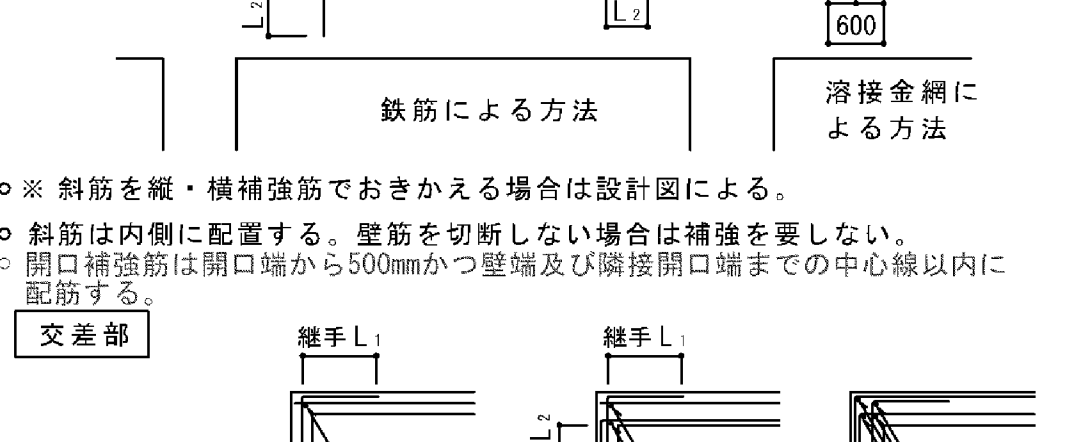 L2
L2
600
鉄筋による方法
溶接金網に
よる方法
○※ 斜筋を縦・横補強筋でおきかえる場合は設計図による。
○ 斜筋は内側に配置する。壁筋を切断しない場合は補強を要しない。
○ 開口補強筋は開口端から500mmかつ壁端及び隣接開口端までの中心線以内に
配筋する。
交差部
継手L1
継手L1
L2